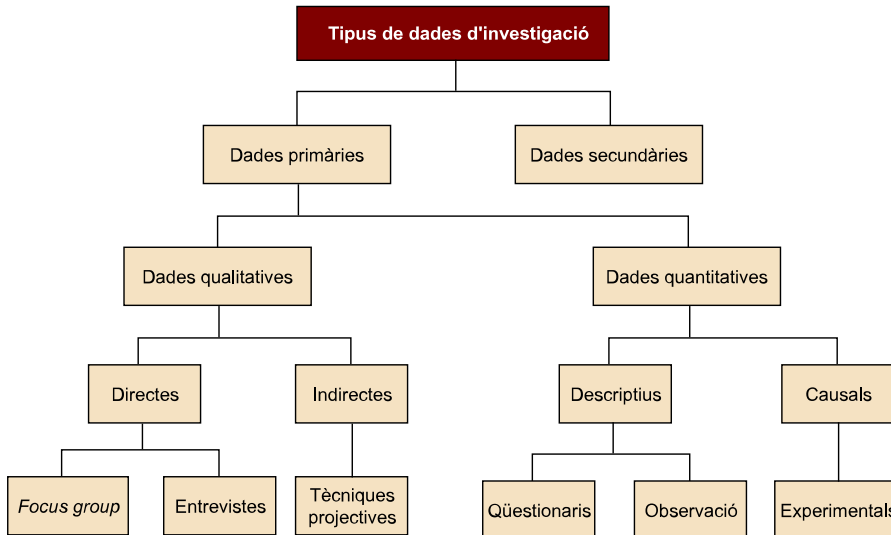 Tipus de dades d'investigació
Dades primàries
Dades secundàries
Dades qualitatives
Dades quantitatives
Directes
Indirectes
Descriptius
Causals
Focus group
Entrevistes
Tècniques
projectives
Qüestionaris
Observació
Experimentals